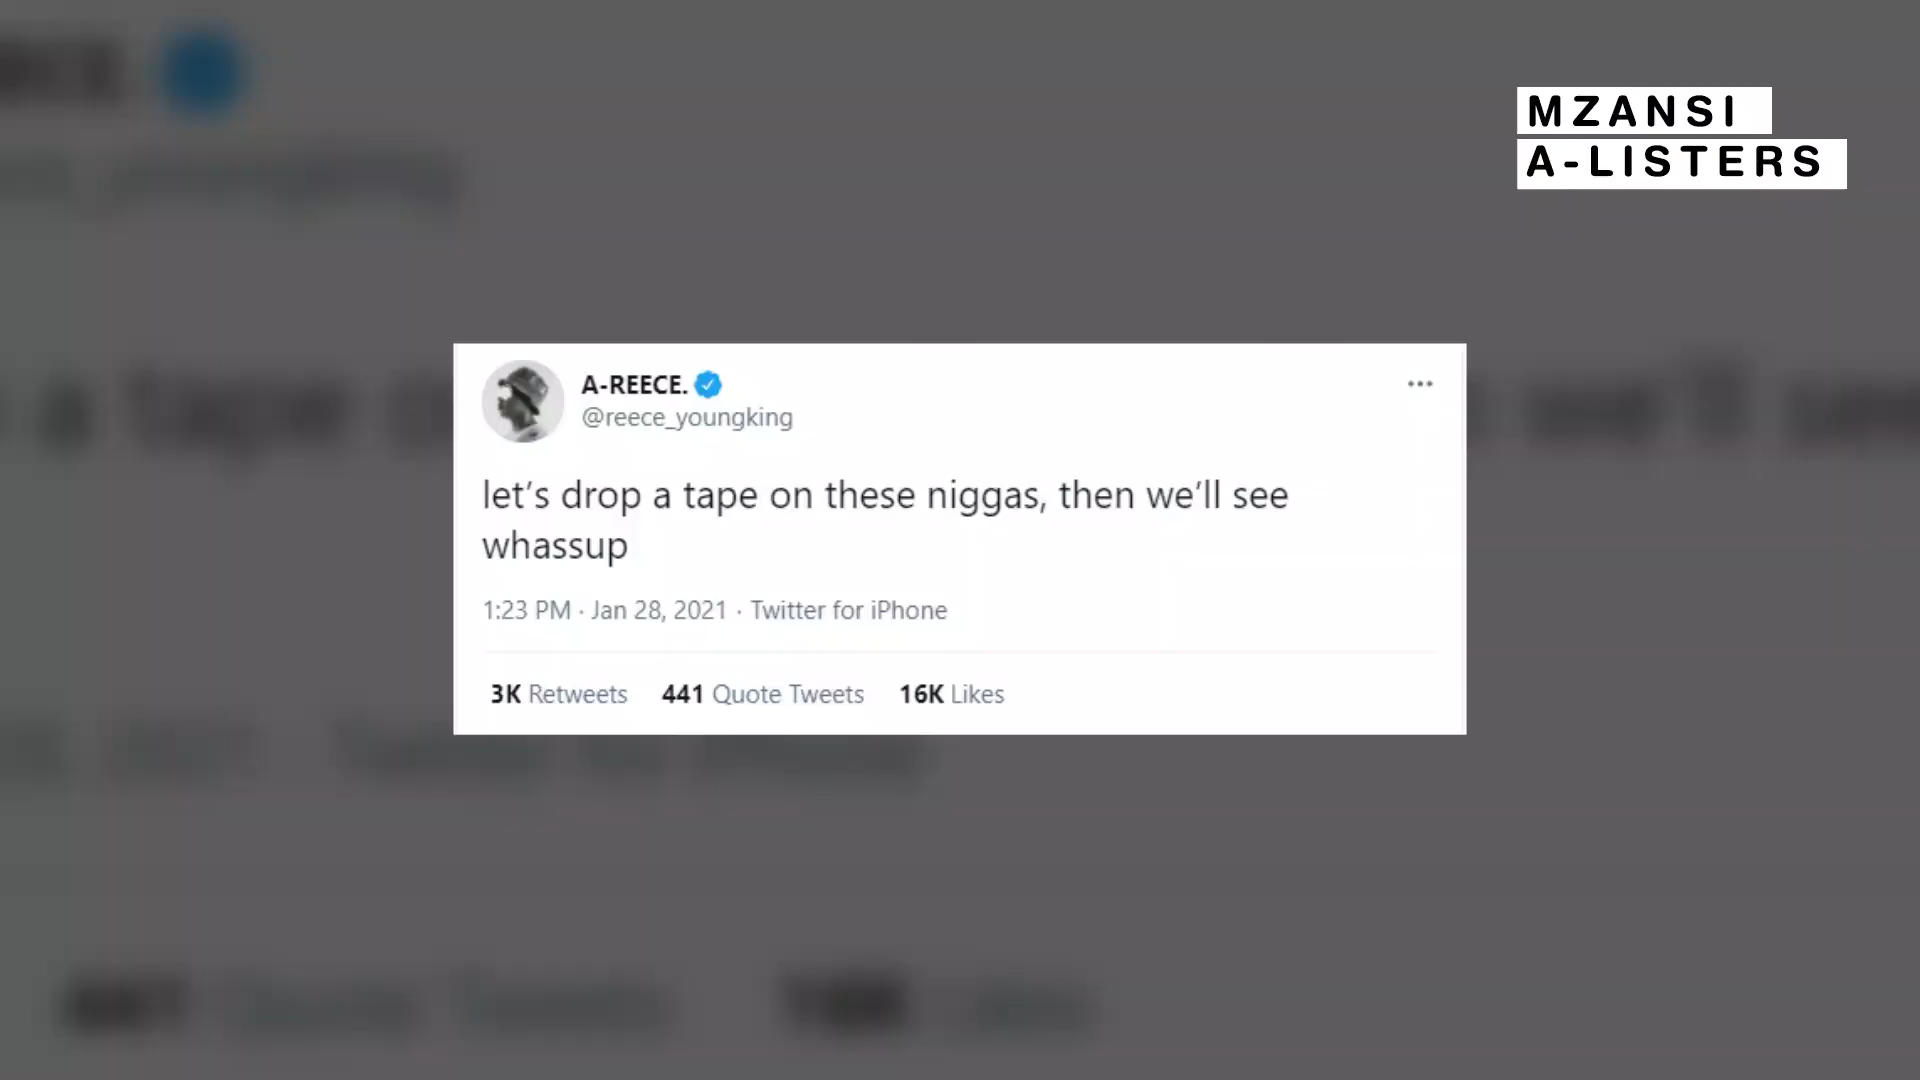 MZANSI
A-LISTERS
A-REECE.
@reece_youngking
let’s drop a tape on these niggas, then we’ll see
whassup
1:23 PM · Jan 28, 2021 · Twitter for iPhone
3K Retweets 441 Quote Tweets 16K Likes